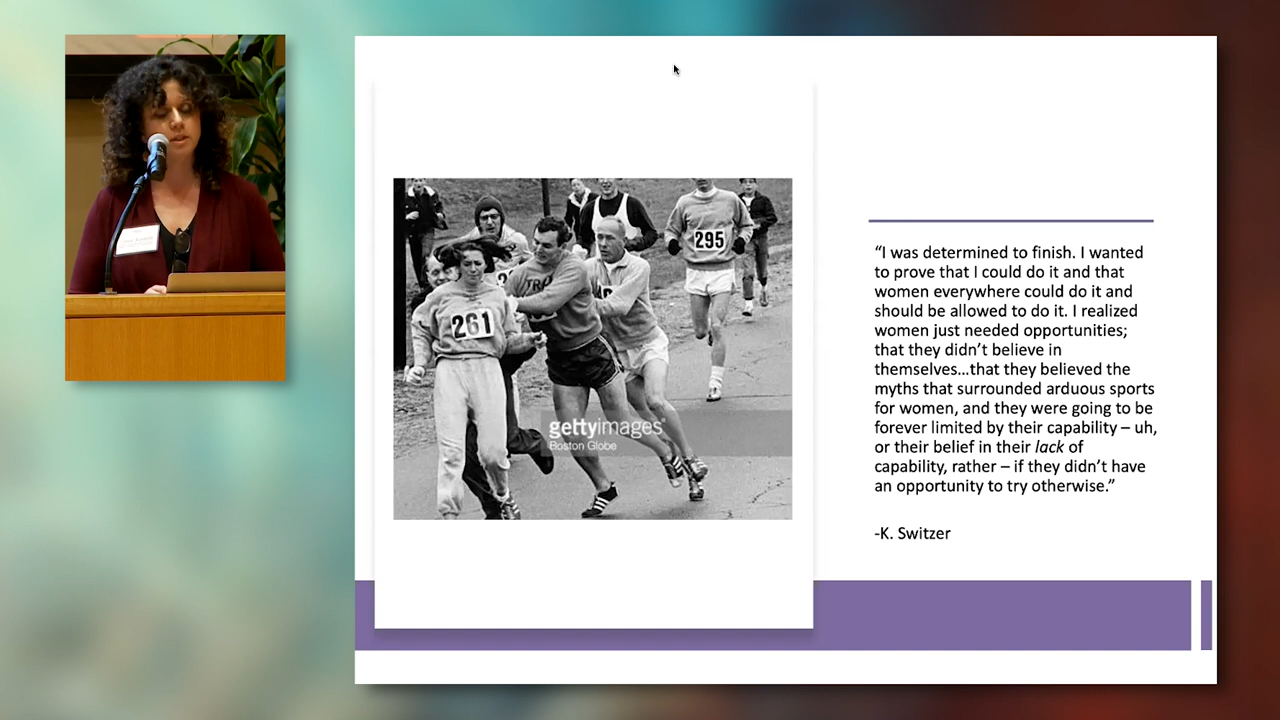 261
295
gettyimages
Boston Globe
“I was determined to finish. I wanted
to prove that I could do it and that
women everywhere could do it and
should be allowed to do it. I realized
women just needed opportunities;
that they didn’t believe in
themselves...that they believed the
myths that surrounded arduous sports
for women, and they were going to be
forever limited by their capability – uh,
or their belief in their lack of
capability, rather – if they didn’t have
an opportunity to try otherwise.”
-K. Switzer